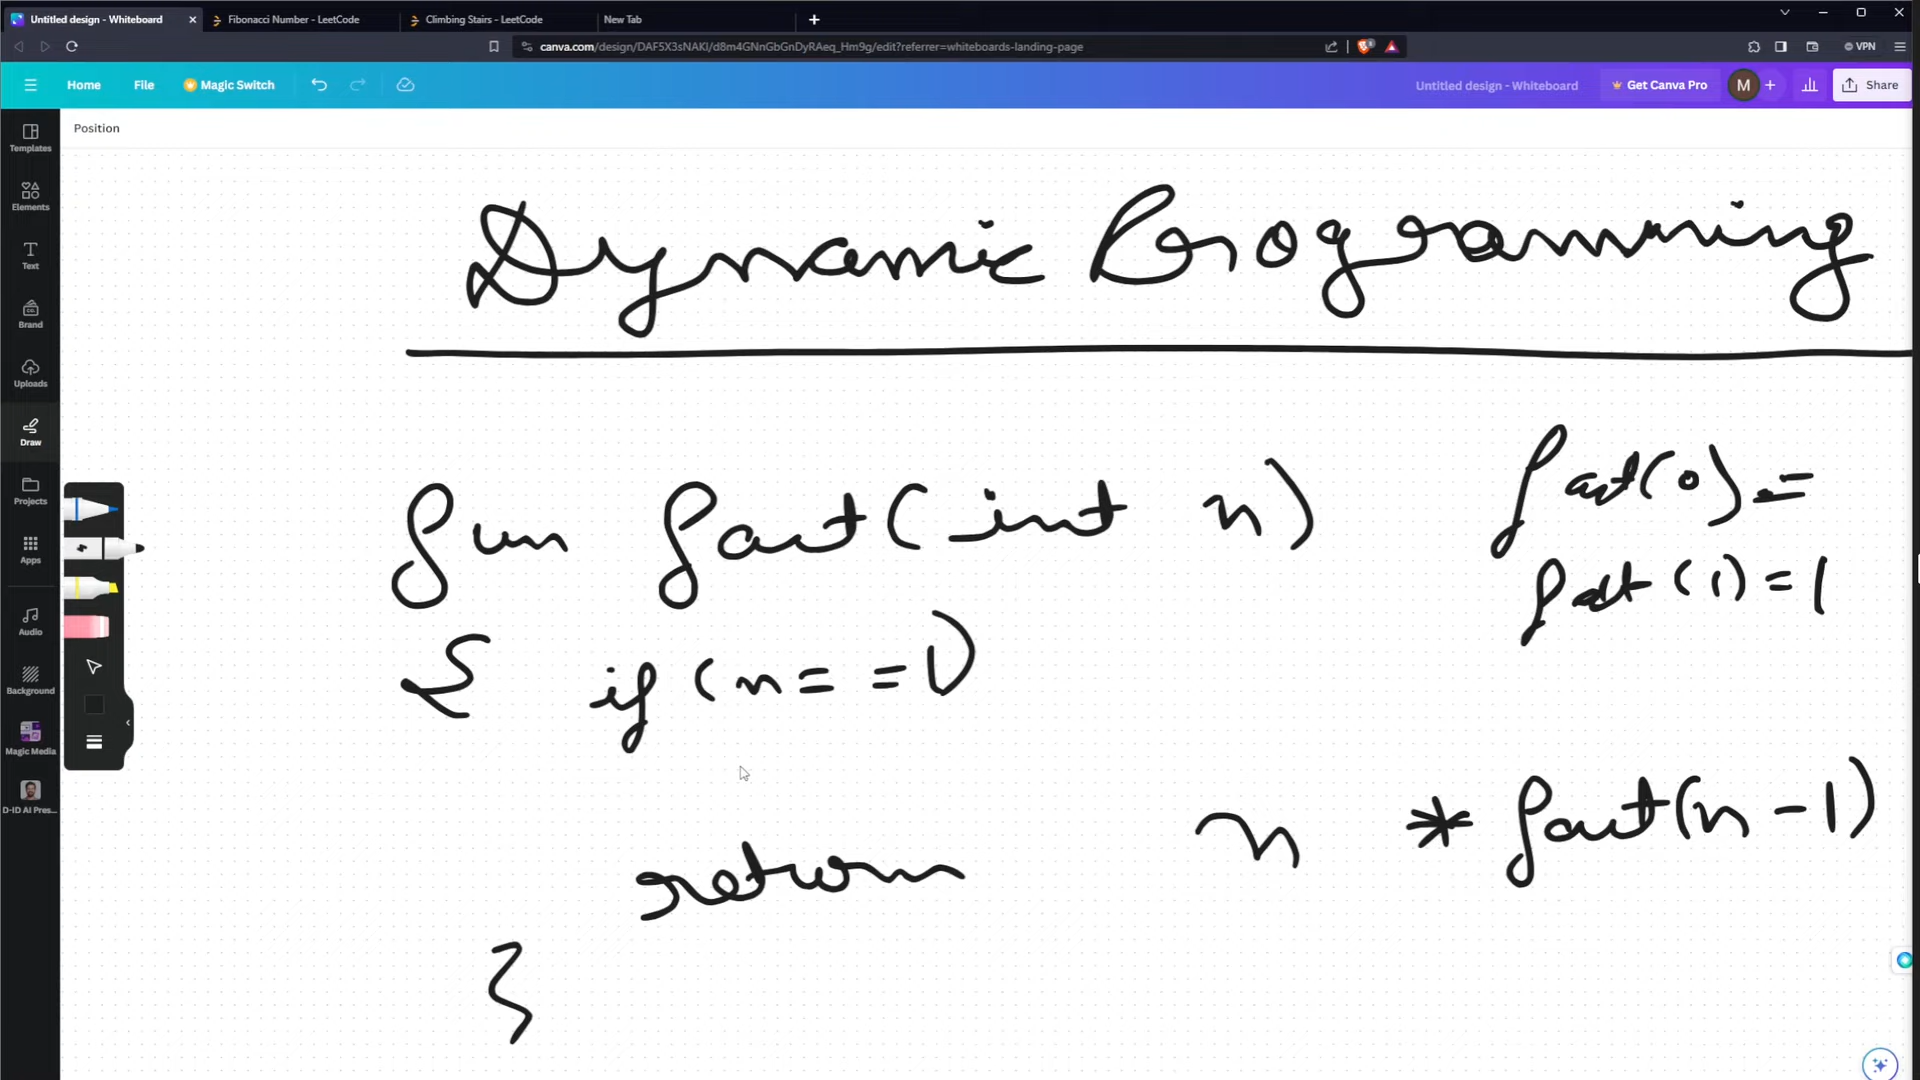 Untitled design - Whiteboard
Fibonacci Number - LeetCode
Climbing Stairs - LeetCode
New Tab
canva.com/design/DAF5X3sNAKI/d8m4GNnGbGnDyRAeq_Hm9g/edit?referrer=whiteboards-landing-page
VPN
Home File Magic Switch
Untitled design - Whiteboard
Get Canva Pro
M
Share
Position
Templates
Elements
Text
Brand
Uploads
Draw
Projects
Apps
Audio
Background
Magic Media
D-ID AI Pres...
Dynamic Programming
fun fact(int n)
{ if (n = = 1)
return n * fact(n - 1)
}
fact(0) =
fact(1) = 1